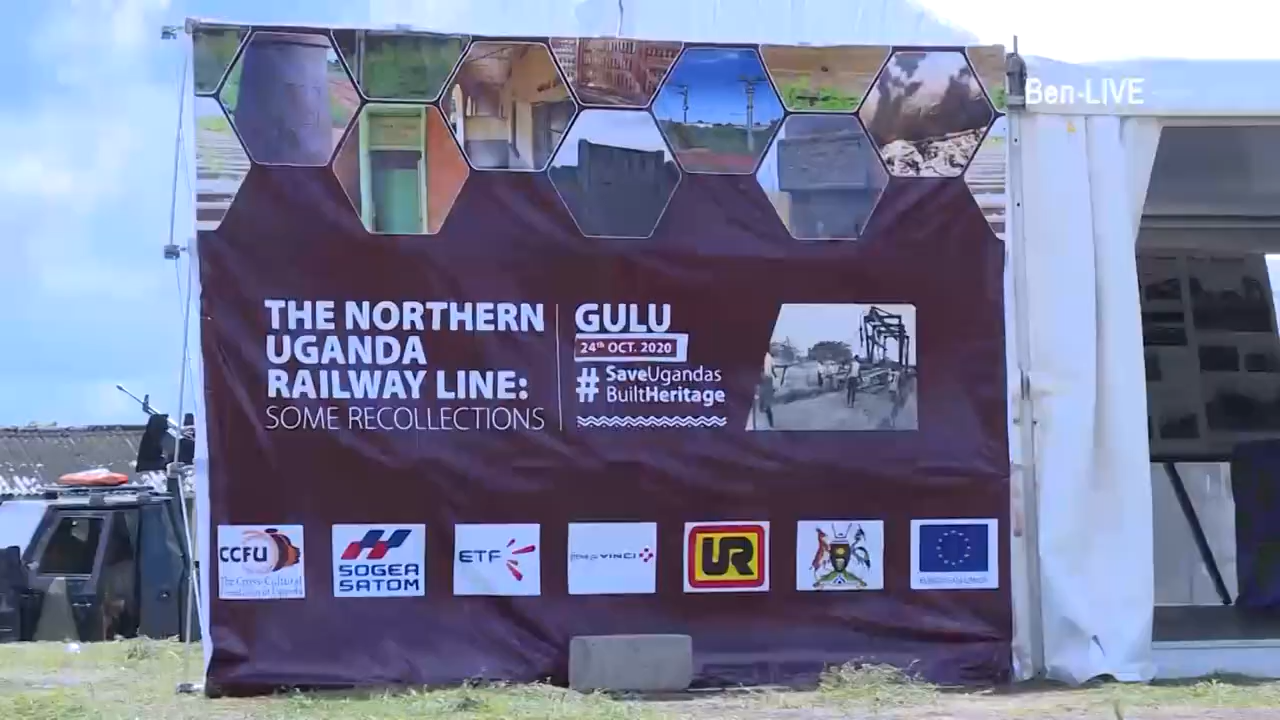 Ben-LIVE
THE NORTHERN
UGANDA
RAILWAY LINE:
SOME RECOLLECTIONS
GULU
24th OCT. 2020
#SaveUgandas
BuiltHeritage
CCFU
The Cross-Cultural
Foundation of Uganda
SOGEA
SATOM
ETF
VINCI
UR